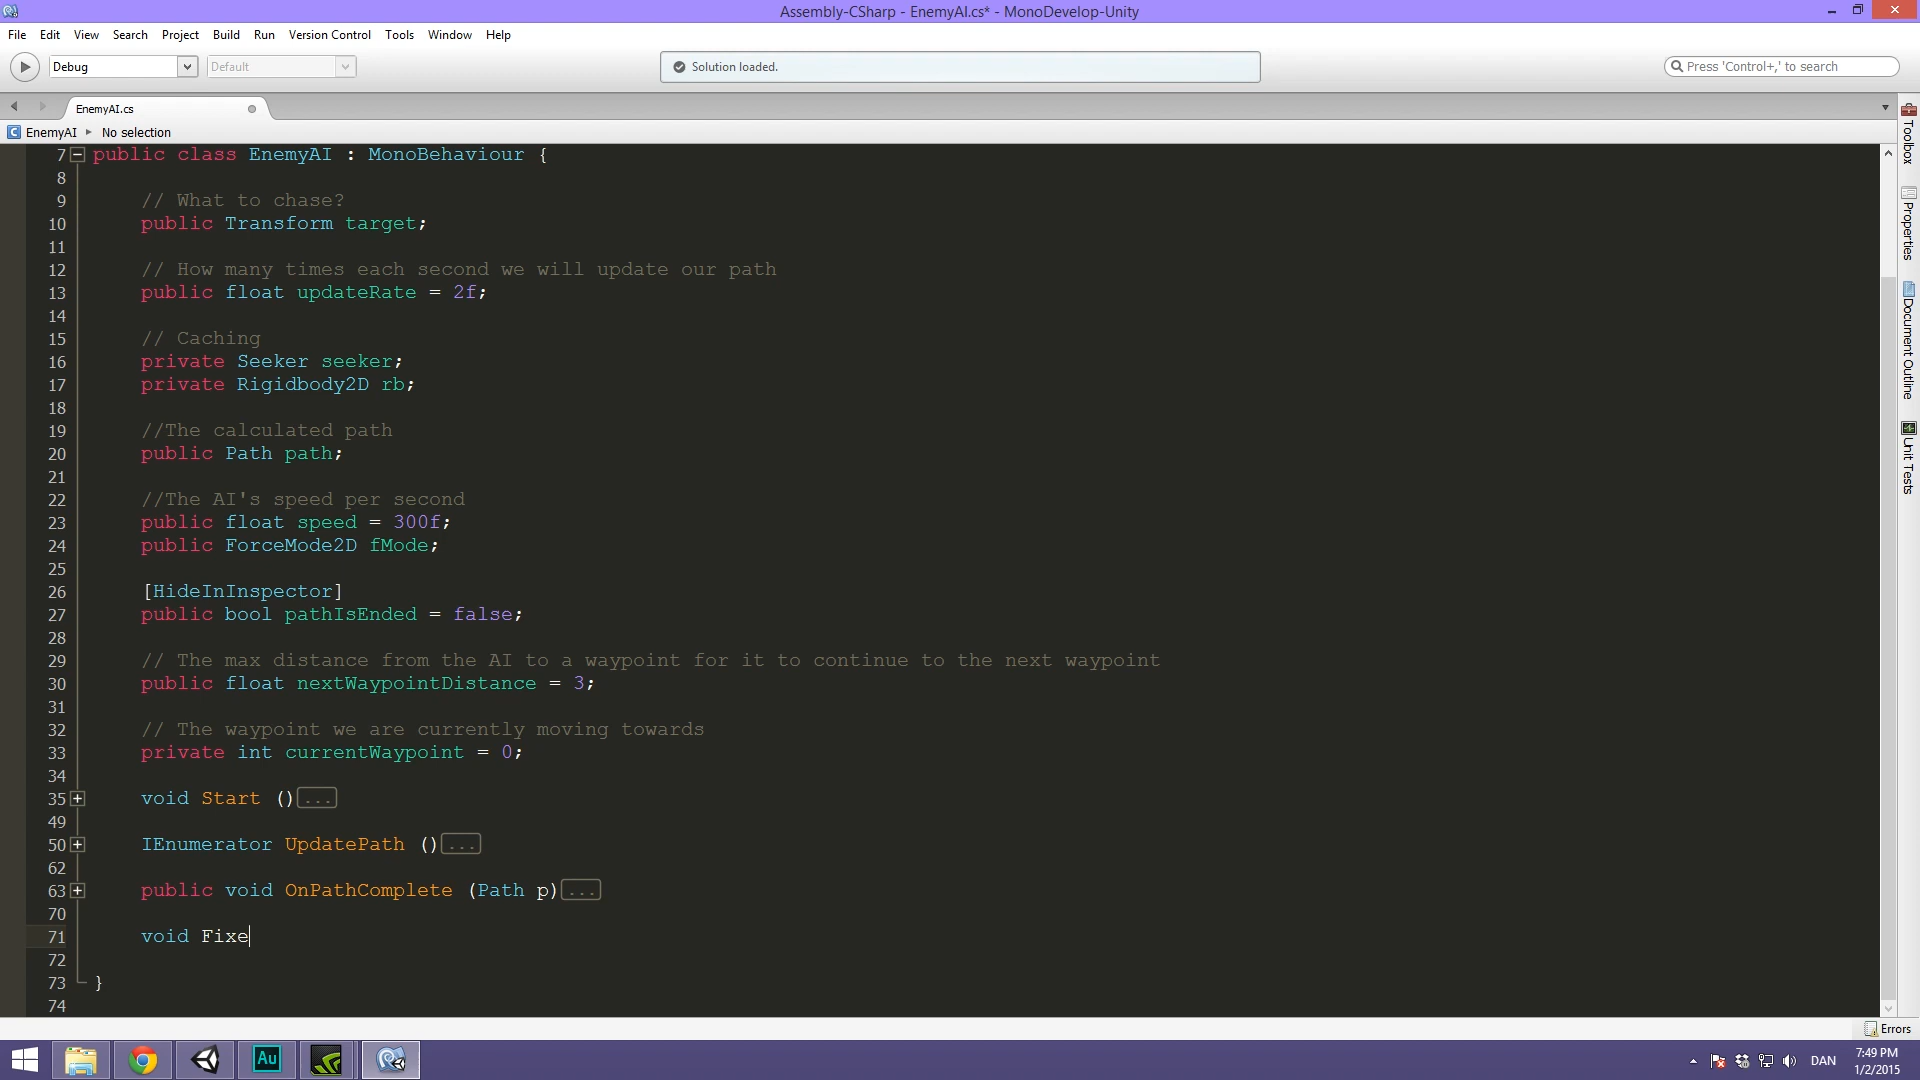 Assembly-CSharp - EnemyAI.cs* - MonoDevelop-Unity
File Edit View Search Project Build Run Version Control Tools Window Help
Debug Default Solution loaded. Press 'Control+,' to search
EnemyAI.cs
EnemyAI No selection
7 public class EnemyAI : MonoBehaviour {
8
9 // What to chase?
10 public Transform target;
11
12 // How many times each second we will update our path
13 public float updateRate = 2f;
14
15 // Caching
16 private Seeker seeker;
17 private Rigidbody2D rb;
18
19 //The calculated path
20 public Path path;
21
22 //The AI's speed per second
23 public float speed = 300f;
24 public ForceMode2D fMode;
25
26 [HideInInspector]
27 public bool pathIsEnded = false;
28
29 // The max distance from the AI to a waypoint for it to continue to the next waypoint
30 public float nextWaypointDistance = 3;
31
32 // The waypoint we are currently moving towards
33 private int currentWaypoint = 0;
34
35 void Start ()...
49
50 IEnumerator UpdatePath ()...
62
63 public void OnPathComplete (Path p)...
70
71 void Fixe
72
73 }
74
Toolbox
Properties
Document Outline
Unit Tests
Errors
Au
DAN
7:49 PM
1/2/2015